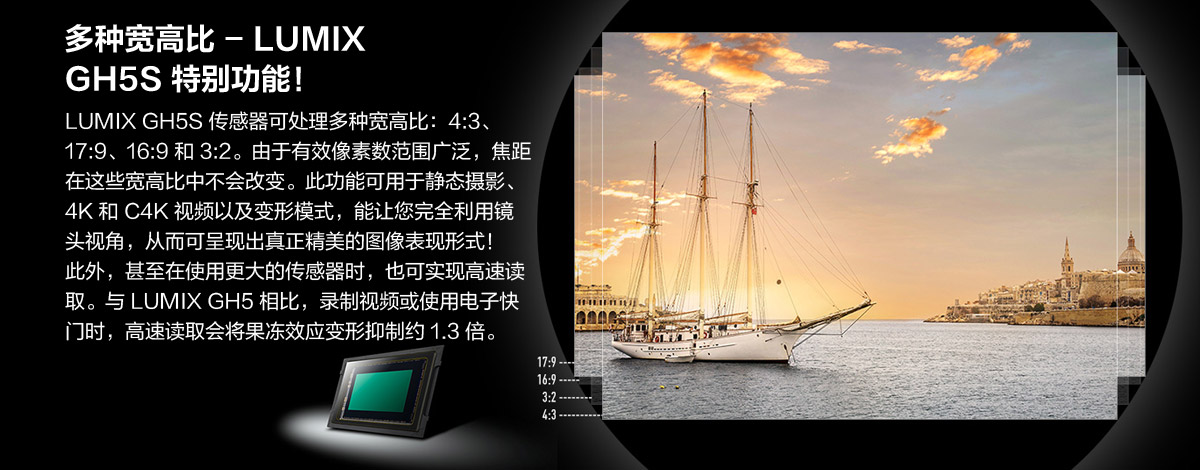 多种宽高比 – LUMIX
GH5S 特别功能！
LUMIX GH5S 传感器可处理多种宽高比：4:3、
17:9、16:9 和 3:2。由于有效像素数范围广泛，焦距
在这些宽高比中不会改变。此功能可用于静态摄影、
4K 和 C4K 视频以及变形模式，能让您完全利用镜
头视角，从而可呈现出真正精美的图像表现形式！
此外，甚至在使用更大的传感器时，也可实现高速读
取。与 LUMIX GH5 相比，录制视频或使用电子快
门时，高速读取会将果冻效应变形抑制约 1.3 倍。
17:9
16:9
3:2
4:3